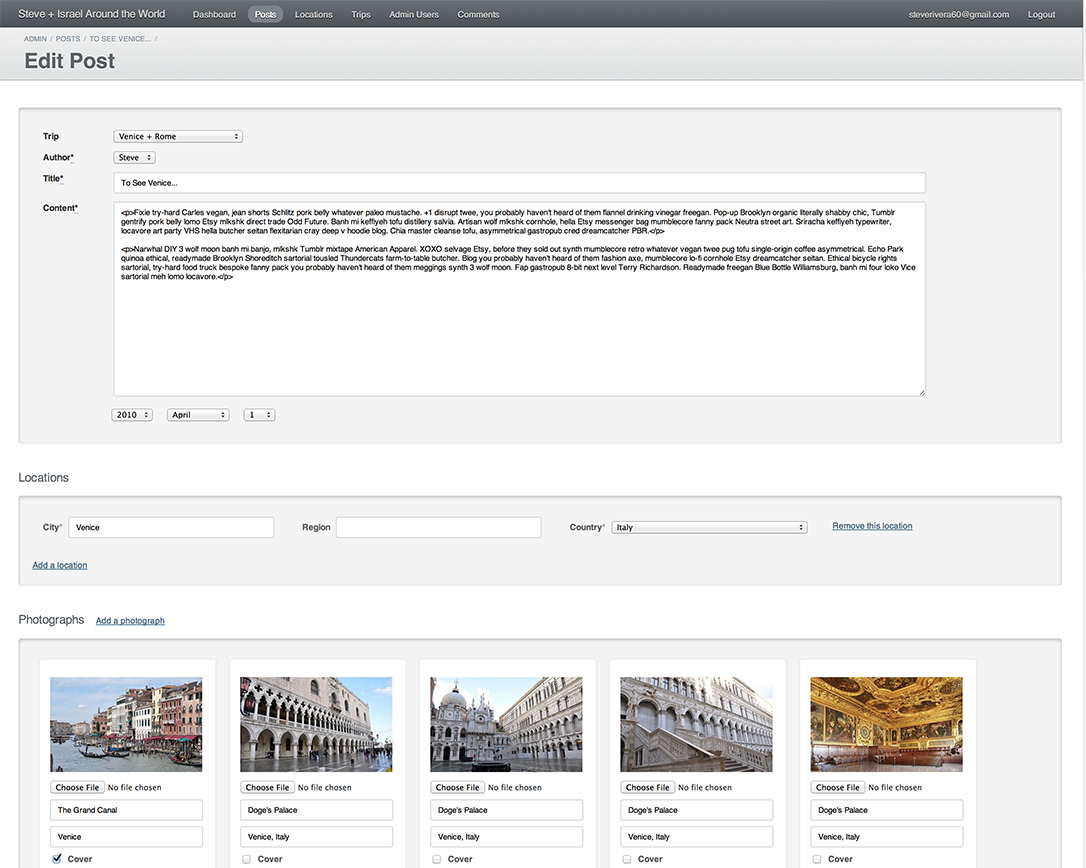 Steve + Israel Around the World Dashboard Posts Locations Trips Admin Users Comments steverivera60@gmail.com Logout
ADMIN / POSTS / TO SEE VENICE... /
Edit Post
Trip Venice + Rome
Author* Steve
Title* To See Venice...
Content*
<p>Fixie try-hard Carles vegan, jean shorts Schlitz pork belly whatever paleo mustache. +1 disrupt twee, you probably haven't heard of them flannel drinking vinegar freegan. Pop-up Brooklyn organic literally shabby chic, Tumblr
gentrify pork belly lomo Etsy mlkshk direct trade Odd Future. Banh mi keffiyeh tofu distillery salvia. Artisan wolf mlkshk cornhole, hella Etsy messenger bag mumblecore fanny pack Neutra street art. Sriracha keffiyeh typewriter,
locavore art party VHS hella butcher seitan flexitarian cray deep v hoodie blog. Chia master cleanse tofu, asymmetrical gastropub cred dreamcatcher PBR.</p>
<p>Narwhal DIY 3 wolf moon banh mi banjo, mlkshk Tumblr mixtape American Apparel. XOXO selvage Etsy, before they sold out synth mumblecore retro whatever vegan twee pug tofu single-origin coffee asymmetrical. Echo Park
quinoa ethical, readymade Brooklyn Shoreditch sartorial tousled Thundercats farm-to-table butcher. Blog you probably haven't heard of them fashion axe, mumblecore lo-fi cornhole Etsy dreamcatcher seitan. Ethical bicycle rights
sartorial, try-hard food truck bespoke fanny pack you probably haven't heard of them meggings synth 3 wolf moon. Fap gastropub 8-bit next level Terry Richardson. Readymade freegan Blue Bottle Williamsburg, banh mi four loko Vice
sartorial meh lomo locavore.</p>
2010 April 1
Locations
City* Venice Region Country* Italy Remove this location
Add a location
Photographs Add a photograph
Choose File No file chosen Choose File No file chosen Choose File No file chosen Choose File No file chosen Choose File No file chosen
The Grand Canal Doge's Palace Doge's Palace Doge's Palace Doge's Palace
Venice Venice, Italy Venice, Italy Venice, Italy Venice, Italy
Cover Cover Cover Cover Cover